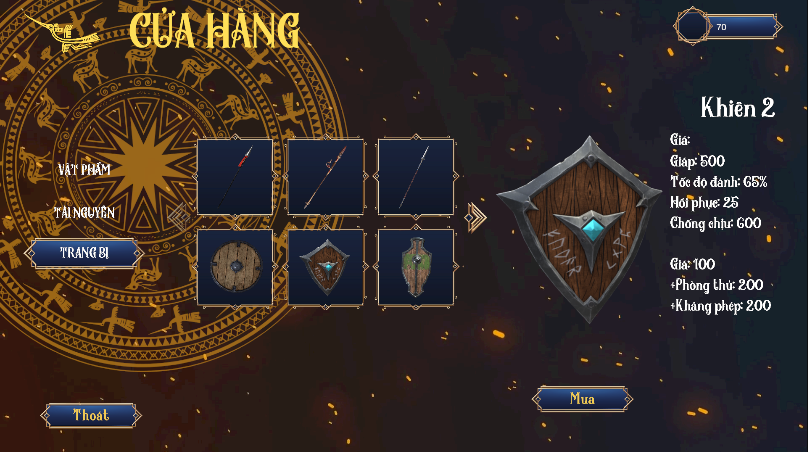 CỬA HÀNG
70
VẬT PHẨM
TÀI NGUYÊN
TRANG BỊ
Thoát
Khiên 2
Giá:
Giáp: 500
Tốc độ đánh: 65%
Hồi phục: 25
Chống chịu: 600
Giá: 100
+Phòng thủ: 200
+Kháng phép: 200
Mua